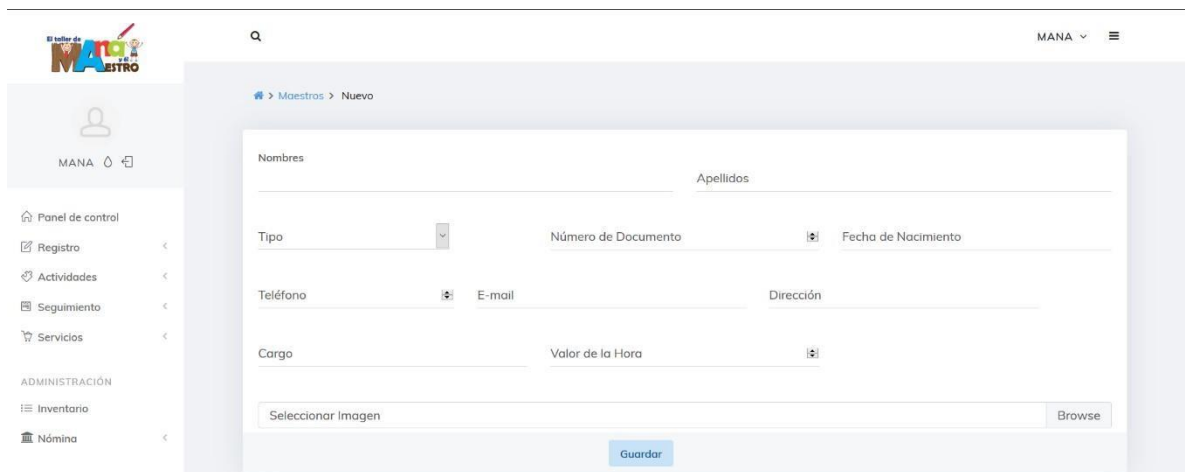 El taller de
Maná
y el
MAESTRO
MANA
MANA
Panel de control
Registro
Actividades
Seguimiento
Servicios
ADMINISTRACIÓN
Inventario
Nómina
> Maestros > Nuevo
Nombres
Apellidos
Tipo
Número de Documento
Fecha de Nacimiento
Teléfono
E-mail
Dirección
Cargo
Valor de la Hora
Seleccionar Imagen
Browse
Guardar